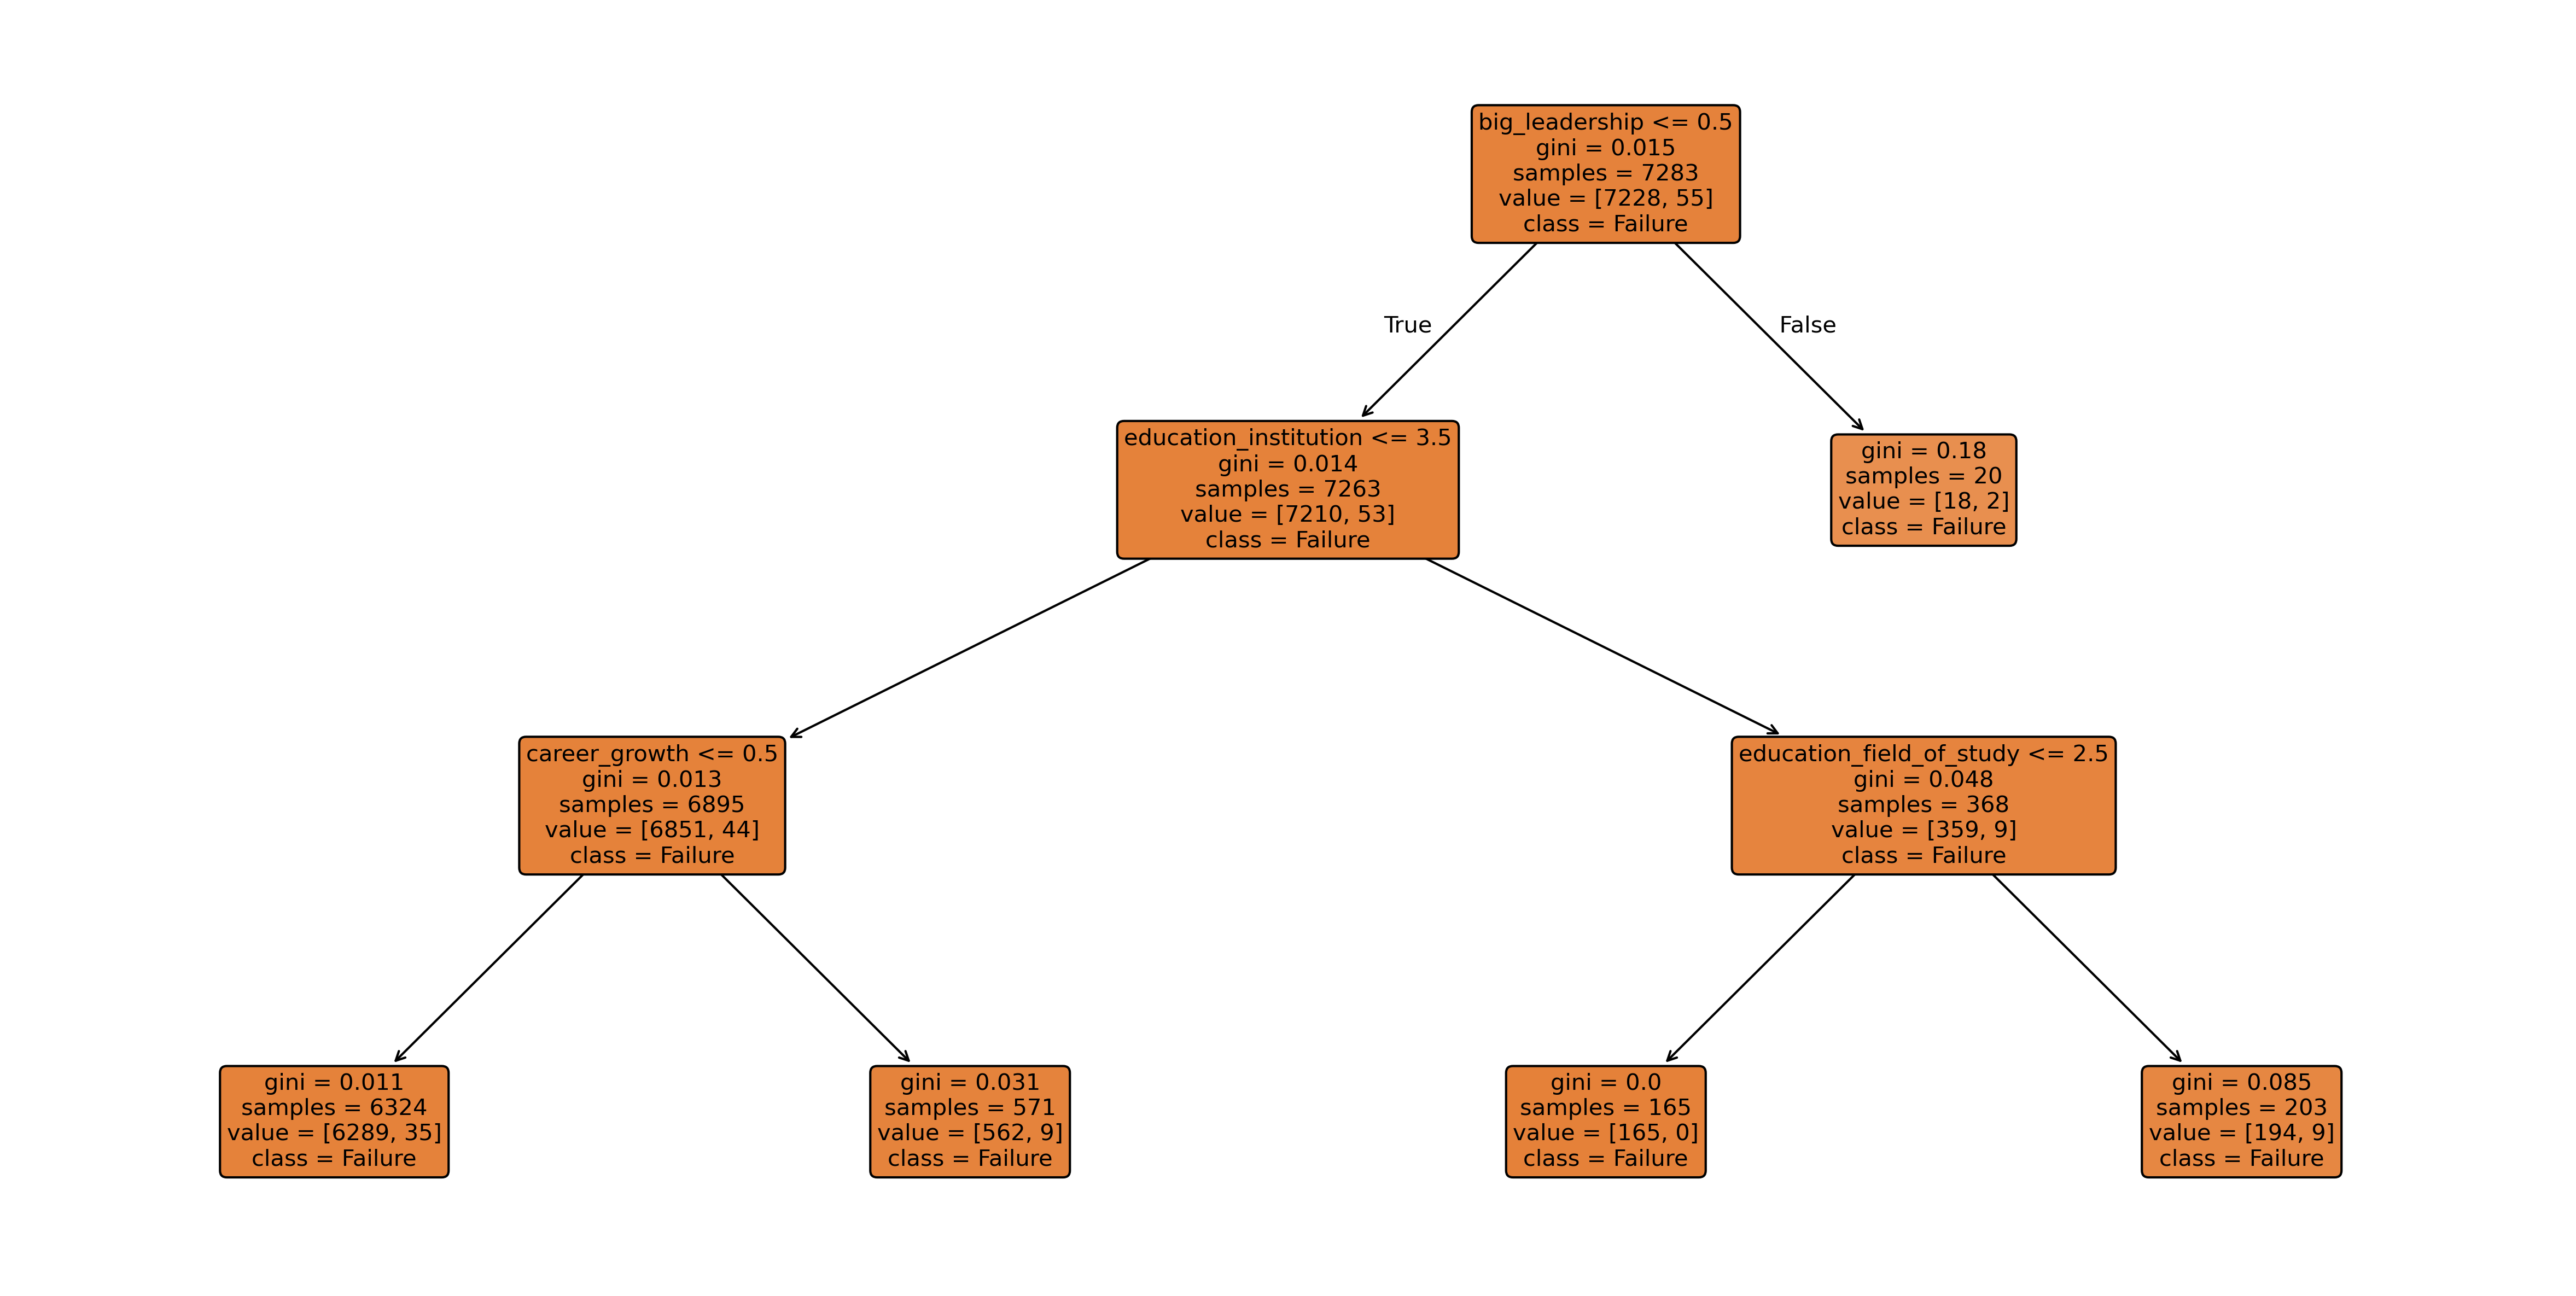 big_leadership <= 0.5
gini = 0.015
samples = 7283
value = [7228, 55]
class = Failure
True
False
education_institution <= 3.5
gini = 0.014
samples = 7263
value = [7210, 53]
class = Failure
gini = 0.18
samples = 20
value = [18, 2]
class = Failure
career_growth <= 0.5
gini = 0.013
samples = 6895
value = [6851, 44]
class = Failure
education_field_of_study <= 2.5
gini = 0.048
samples = 368
value = [359, 9]
class = Failure
gini = 0.011
samples = 6324
value = [6289, 35]
class = Failure
gini = 0.031
samples = 571
value = [562, 9]
class = Failure
gini = 0.0
samples = 165
value = [165, 0]
class = Failure
gini = 0.085
samples = 203
value = [194, 9]
class = Failure